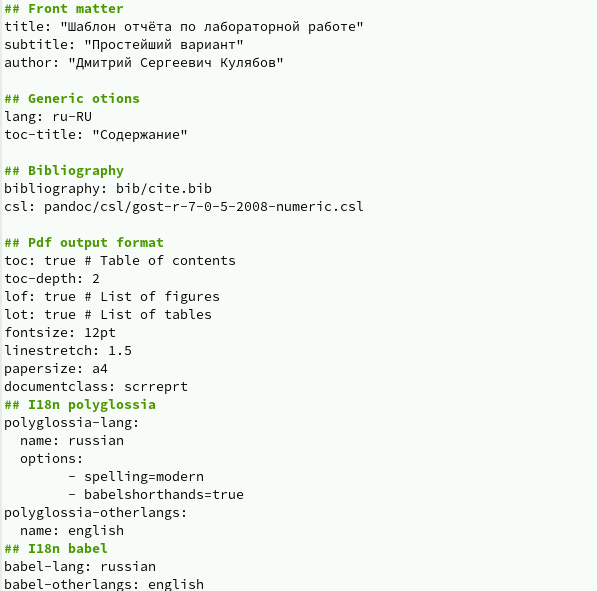 ## Front matter
title: "Шаблон отчёта по лабораторной работе"
subtitle: "Простейший вариант"
author: "Дмитрий Сергеевич Кулябов"
## Generic otions
lang: ru-RU
toc-title: "Содержание"
## Bibliography
bibliography: bib/cite.bib
csl: pandoc/csl/gost-r-7-0-5-2008-numeric.csl
## Pdf output format
toc: true # Table of contents
toc-depth: 2
lof: true # List of figures
lot: true # List of tables
fontsize: 12pt
linestretch: 1.5
papersize: a4
documentclass: scrreprt
## I18n polyglossia
polyglossia-lang:
  name: russian
  options:
        - spelling=modern
        - babelshorthands=true
polyglossia-otherlangs:
  name: english
## I18n babel
babel-lang: russian
babel-otherlangs: english